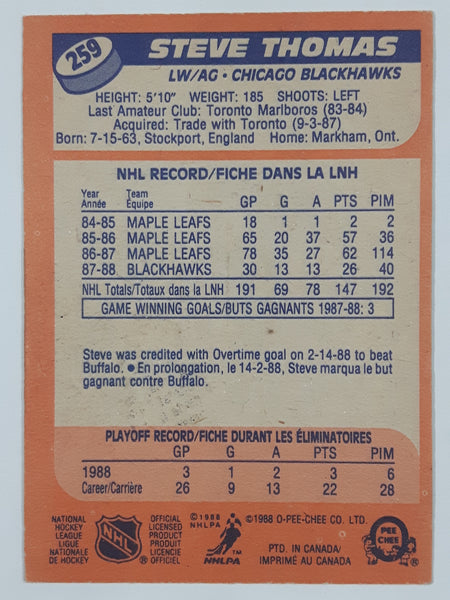 259
STEVE THOMAS
LW/AG · CHICAGO BLACKHAWKS
HEIGHT: 5'10" WEIGHT: 185 SHOOTS: LEFT
Last Amateur Club: Toronto Marlboros (83-84)
Acquired: Trade with Toronto (9-3-87)
Born: 7-15-63, Stockport, England Home: Markham, Ont.
NHL RECORD/FICHE DANS LA LNH
Year Team
Année Équipe GP G A PTS PIM
84-85 MAPLE LEAFS 18 1 1 2 2
85-86 MAPLE LEAFS 65 20 37 57 36
86-87 MAPLE LEAFS 78 35 27 62 114
87-88 BLACKHAWKS 30 13 13 26 40
NHL Totals/Totaux dans la LNH 191 69 78 147 192
GAME WINNING GOALS/BUTS GAGNANTS 1987-88: 3
Steve was credited with Overtime goal on 2-14-88 to beat
Buffalo. ● En prolongation, le 14-2-88, Steve marqua le but
gagnant contre Buffalo.
PLAYOFF RECORD/FICHE DURANT LES ÉLIMINATOIRES
GP G A PTS PIM
1988 3 1 2 3 6
Career/Carrière 26 9 13 22 28
NATIONAL
HOCKEY
LEAGUE
LIGUE
NATIONALE
DE HOCKEY
NHL
OFFICIAL
LICENSED
PRODUCT
PRODUIT
OFFICIEL
©1988
NHLPA
NHLPA
TM
©1988 O-PEE-CHEE CO. LTD.
PTD. IN CANADA/
IMPRIMÉ AU CANADA
O
PEE
CHEE
®